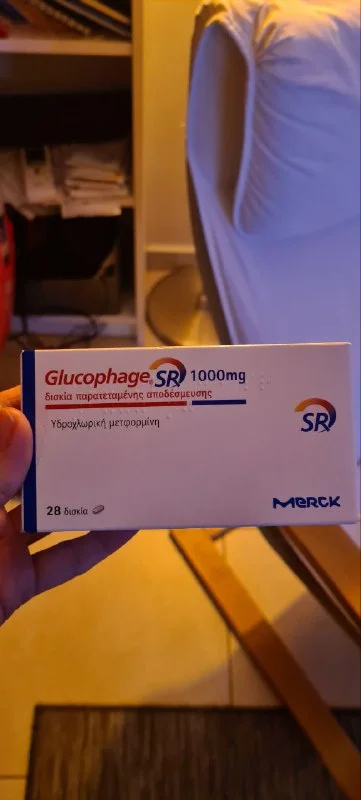 Glucophage® SR 1000mg
δισκία παρατεταμένης αποδέσμευσης
Υδροχλωρική μετφορμίνη
SR
28 δισκία
MERCK